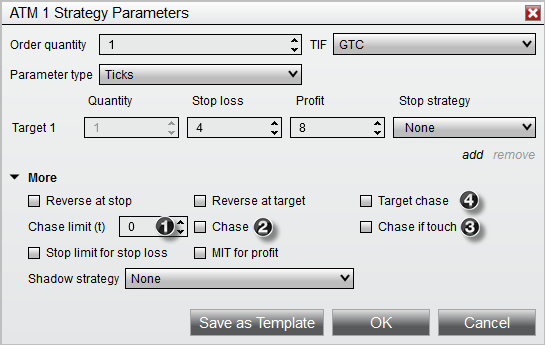 ATM 1 Strategy Parameters
Order quantity 1 TIF GTC
Parameter type Ticks
Quantity Stop loss Profit Stop strategy
Target 1 1 4 8 None
add remove
More
Reverse at stop Reverse at target Target chase 4
Chase limit (t) 0 1 Chase 2 Chase if touch 3
Stop limit for stop loss MIT for profit
Shadow strategy None
Save as Template OK Cancel